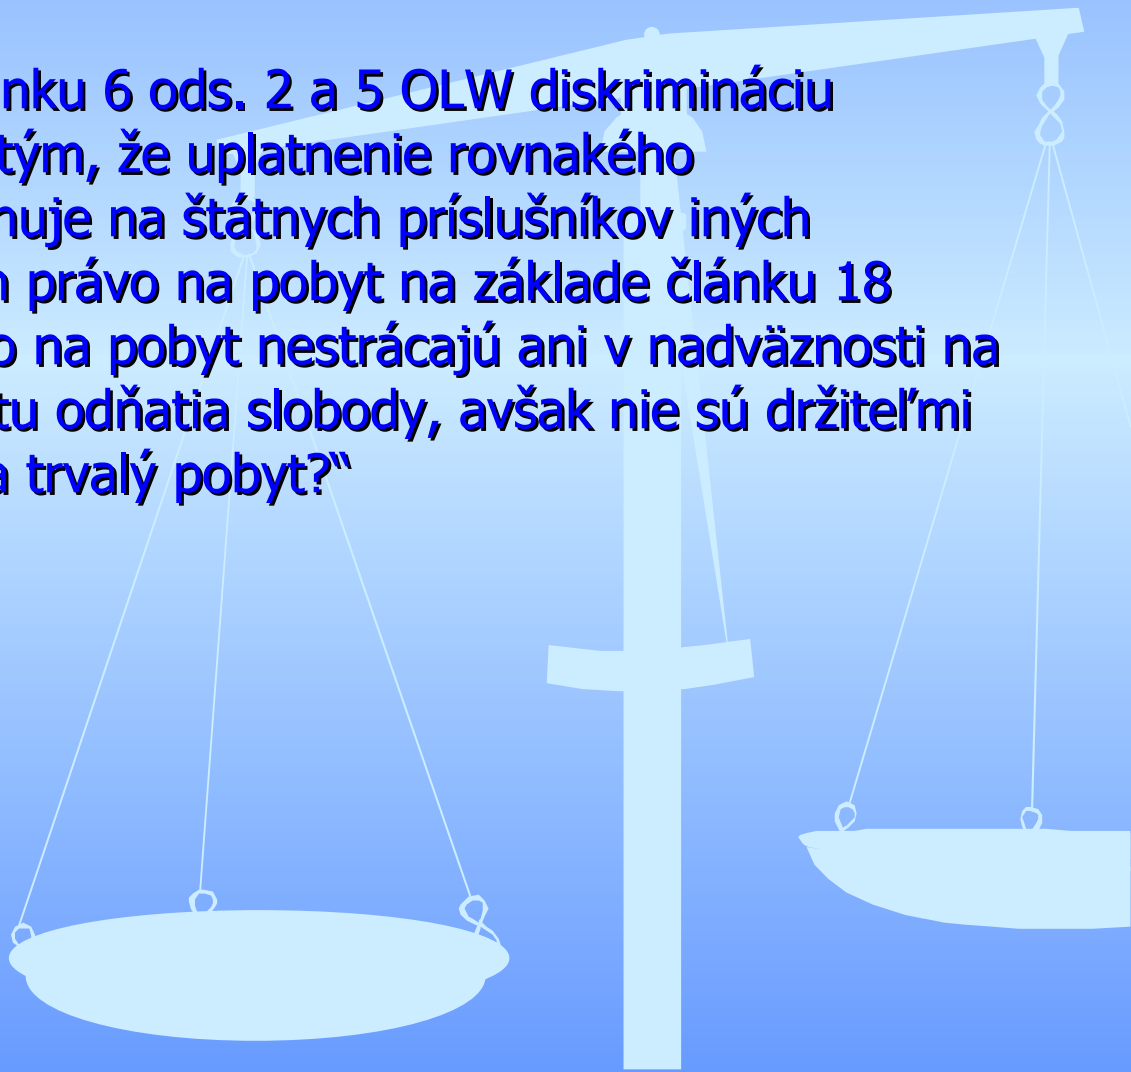 nku 6 ods. 2 a 5 OLW diskrimináciu
tým, že uplatnenie rovnakého
nuje na štátnych príslušníkov iných
právo na pobyt na základe článku 18
o na pobyt nestrácajú ani v nadväznosti na
tu odňatia slobody, avšak nie sú držiteľmi
a trvalý pobyt?“